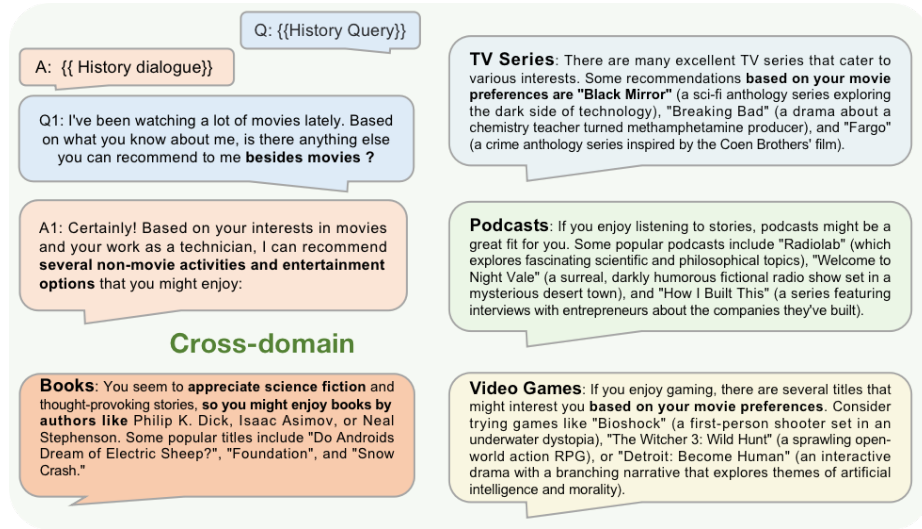 Q: {{History Query}}
A: {{ History dialogue}}
Q1: I've been watching a lot of movies lately. Based
on what you know about me, is there anything else
you can recommend to me besides movies ?
A1: Certainly! Based on your interests in movies
and your work as a technician, I can recommend
several non-movie activities and entertainment
options that you might enjoy:
Cross-domain
Books: You seem to appreciate science fiction and
thought-provoking stories, so you might enjoy books by
authors like Philip K. Dick, Isaac Asimov, or Neal
Stephenson. Some popular titles include "Do Androids
Dream of Electric Sheep?", "Foundation", and "Snow
Crash."
TV Series: There are many excellent TV series that cater to
various interests. Some recommendations based on your movie
preferences are "Black Mirror" (a sci-fi anthology series exploring
the dark side of technology), "Breaking Bad" (a drama about a
chemistry teacher turned methamphetamine producer), and "Fargo"
(a crime anthology series inspired by the Coen Brothers' film).
Podcasts: If you enjoy listening to stories, podcasts might be a
great fit for you. Some popular podcasts include "Radiolab" (which
explores fascinating scientific and philosophical topics), "Welcome to
Night Vale" (a surreal, darkly humorous fictional radio show set in a
mysterious desert town), and "How I Built This" (a series featuring
interviews with entrepreneurs about the companies they've built).
Video Games: If you enjoy gaming, there are several titles that
might interest you based on your movie preferences. Consider
trying games like "Bioshock" (a first-person shooter set in an
underwater dystopia), "The Witcher 3: Wild Hunt" (a sprawling open-
world action RPG), or "Detroit: Become Human" (an interactive
drama with a branching narrative that explores themes of artificial
intelligence and morality).